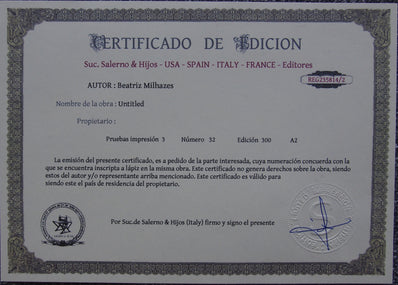 CERTIFICADO DE EDICION
Suc. Salerno & Hijos - USA - SPAIN - ITALY - FRANCE - Editores
REG235814/2
AUTOR : Beatriz Milhazes
Nombre de la obra : Untitled
Propietario :
Pruebas impresión 3 Número 32 Edición 300 A2
La emisión del presente certificado, es a pedido de la parte interesada, cuya numeración concuerda con la
que se encuentra inscripta a lápiz en la misma obra. Este certificado no genera derechos sobre la obra, siendo
estos del autor y/o representante arriba mencionado. Este certificado es válido para
siendo este el país de residencia del propietario.
Por Suc.de Salerno & Hijos (Italy) firmo y signo el presente